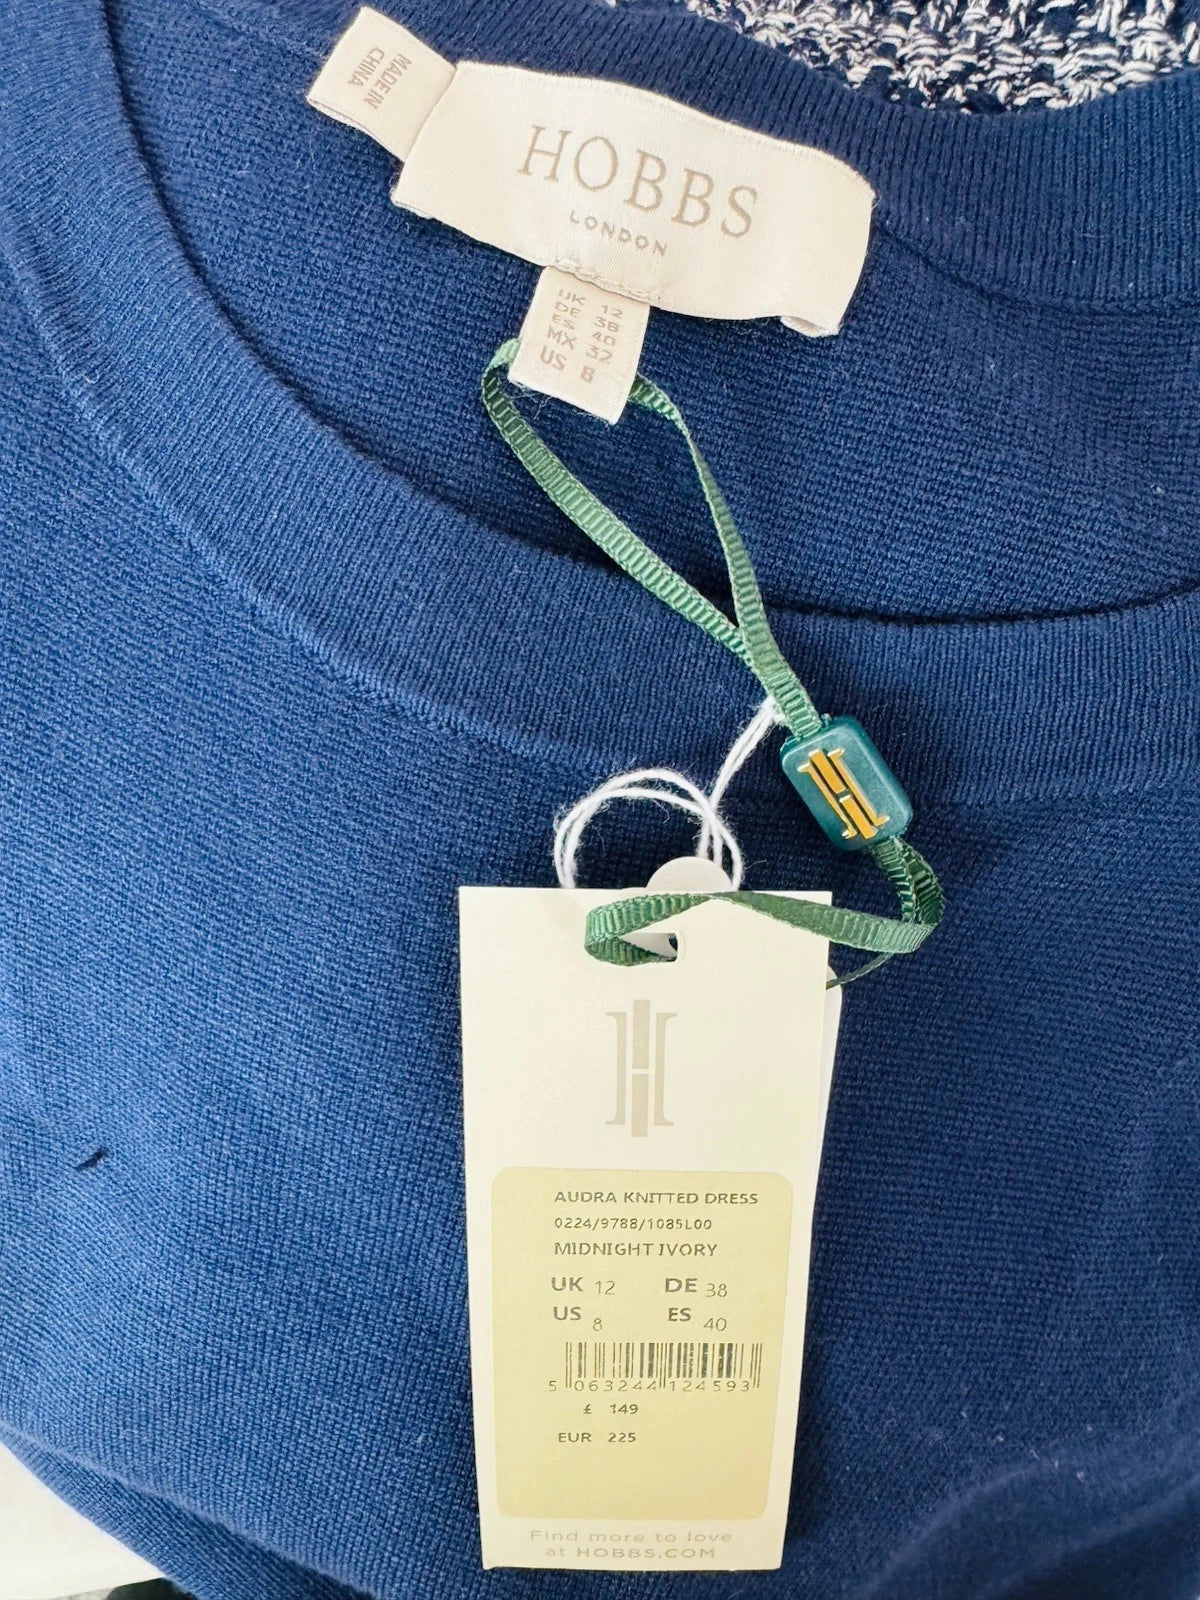 MADE IN
CHINA
HOBBS
LONDON
UK 12
DE 38
ES 40
MX 32
US 8
AUDRA KNITTED DRESS
0224/9788/1085L00
MIDNIGHT IVORY
UK 12 DE 38
US 8 ES 40
5 063244 124593
£ 149
EUR 225
Find more to love
at HOBBS.COM